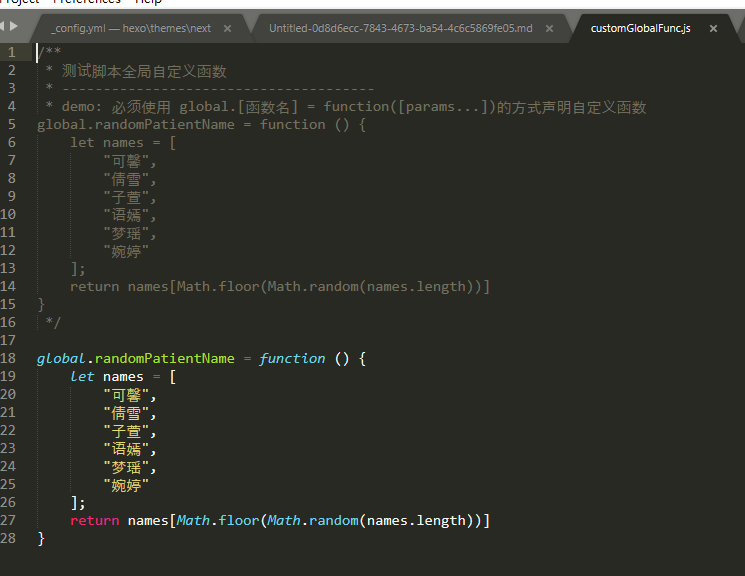 Project Preferences Help
_config.yml — hexo\themes\next × Untitled-0d8d6ecc-7843-4673-ba54-4c6c5869fe05.md × customGlobalFunc.js ×
1 /**
2  * 测试脚本全局自定义函数
3  * --------------------------------------
4  * demo: 必须使用 global.[函数名] = function([params...])的方式声明自定义函数
5 global.randomPatientName = function () {
6     let names = [
7         "可馨",
8         "倩雪",
9         "子萱",
10         "语嫣",
11         "梦瑶",
12         "婉婷"
13     ];
14     return names[Math.floor(Math.random(names.length))]
15 }
16  */
17
18 global.randomPatientName = function () {
19     let names = [
20         "可馨",
21         "倩雪",
22         "子萱",
23         "语嫣",
24         "梦瑶",
25         "婉婷"
26     ];
27     return names[Math.floor(Math.random(names.length))]
28 }